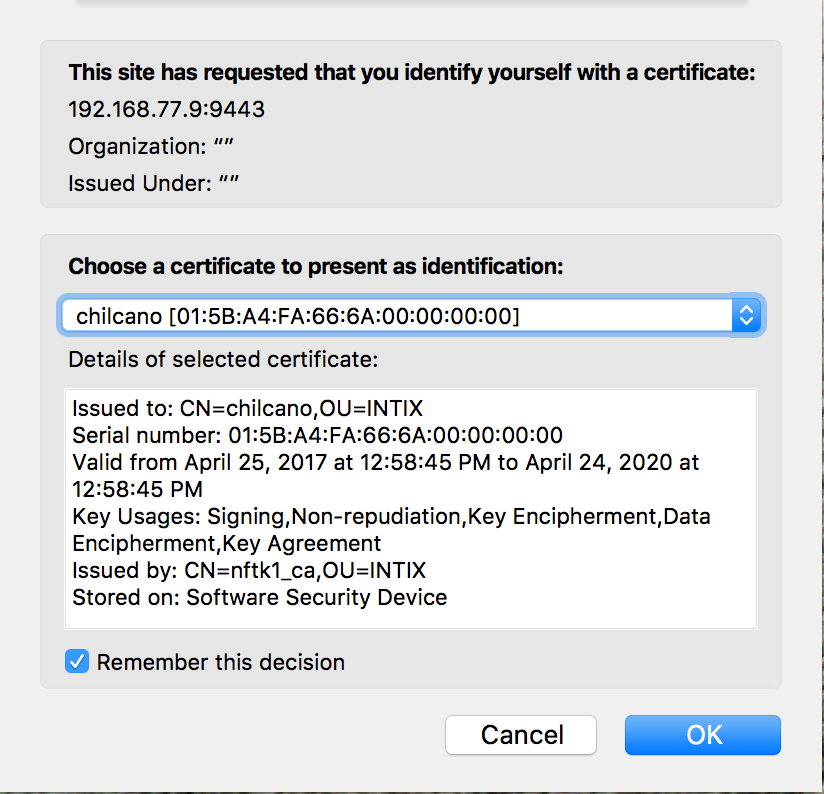 This site has requested that you identify yourself with a certificate:
192.168.77.9:9443
Organization: “”
Issued Under: “”
Choose a certificate to present as identification:
chilcano [01:5B:A4:FA:66:6A:00:00:00:00]
Details of selected certificate:
Issued to: CN=chilcano,OU=INTIX
Serial number: 01:5B:A4:FA:66:6A:00:00:00:00
Valid from April 25, 2017 at 12:58:45 PM to April 24, 2020 at
12:58:45 PM
Key Usages: Signing,Non-repudiation,Key Encipherment,Data
Encipherment,Key Agreement
Issued by: CN=nftk1_ca,OU=INTIX
Stored on: Software Security Device
Remember this decision
Cancel OK